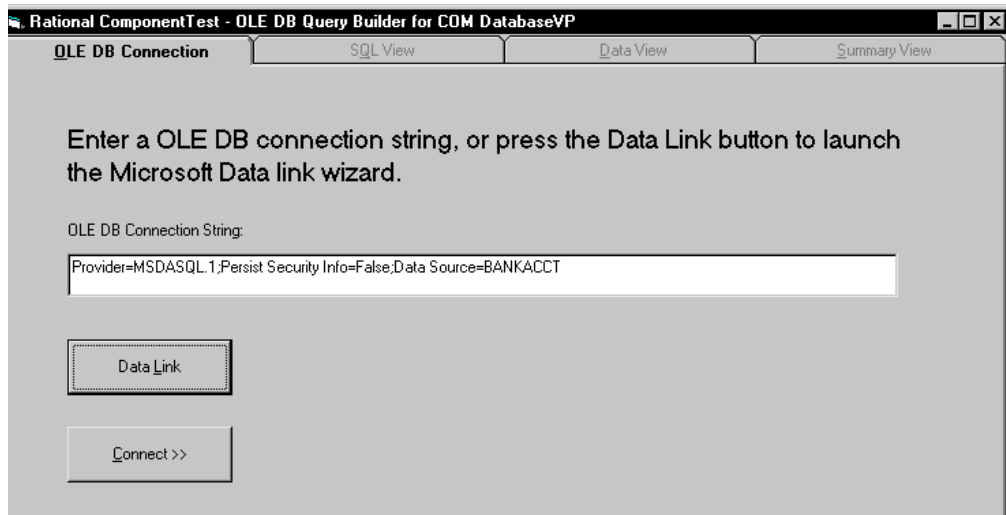 Rational ComponentTest - OLE DB Query Builder for COM DatabaseVP
OLE DB Connection SQL View Data View Summary View
Enter a OLE DB connection string, or press the Data Link button to launch
the Microsoft Data link wizard.
OLE DB Connection String:
Provider=MSDASQL.1;Persist Security Info=False;Data Source=BANKACCT
Data Link
Connect >>